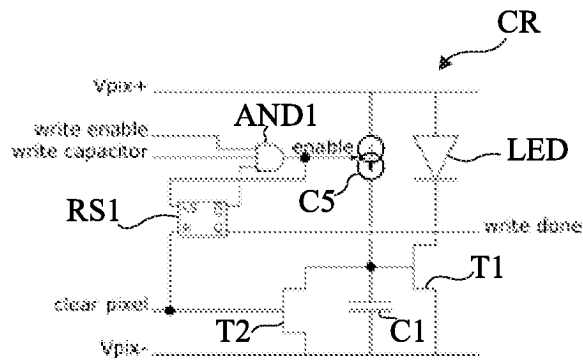 CR
Vpix+
AND1
write enable
enable
write capacitor
LED
C5
RS1
S
R
write done
T1
clear pixel
T2
C1
Vpix-